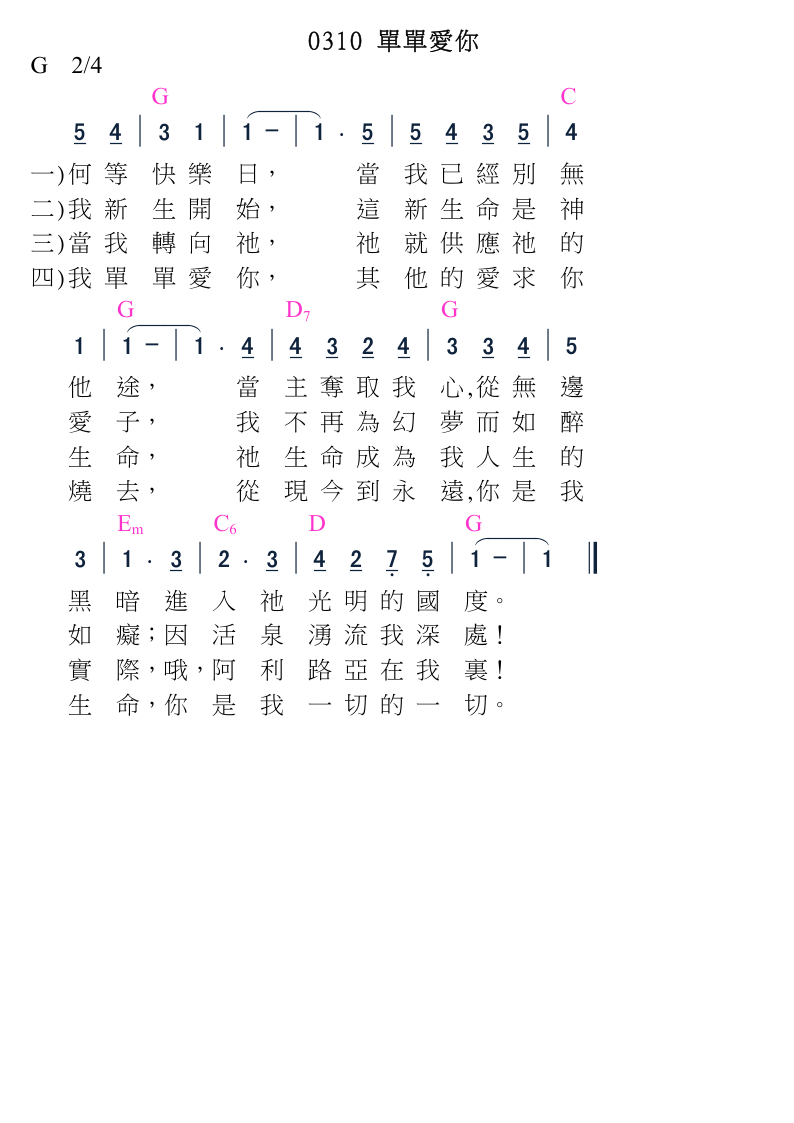 0310 單單愛你
G 2/4
G C
5 4 | 3 1 | 1 - | 1 · 5 | 5 4 3 5 | 4
一)何等快樂日，當我已經別無
二)我新生開始，這新生命是神
三)當我轉向祂，祂就供應祂的
四)我單單愛你，其他的愛求你
G D7 G
1 | 1 - | 1 · 4 | 4 3 2 4 | 3 3 4 | 5
他途，當主奪取我心,從無邊
愛子，我不再為幻夢而如醉
生命，祂生命成為我人生的
燒去，從現今到永遠,你是我
Em C6 D G
3 | 1 · 3 | 2 · 3 | 4 2 7 5 | 1 - | 1 ‖
黑暗進入祂光明的國度。
如癡；因活泉湧流我深處！
實際，哦，阿利路亞在我裏！
生命，你是我一切的一切。